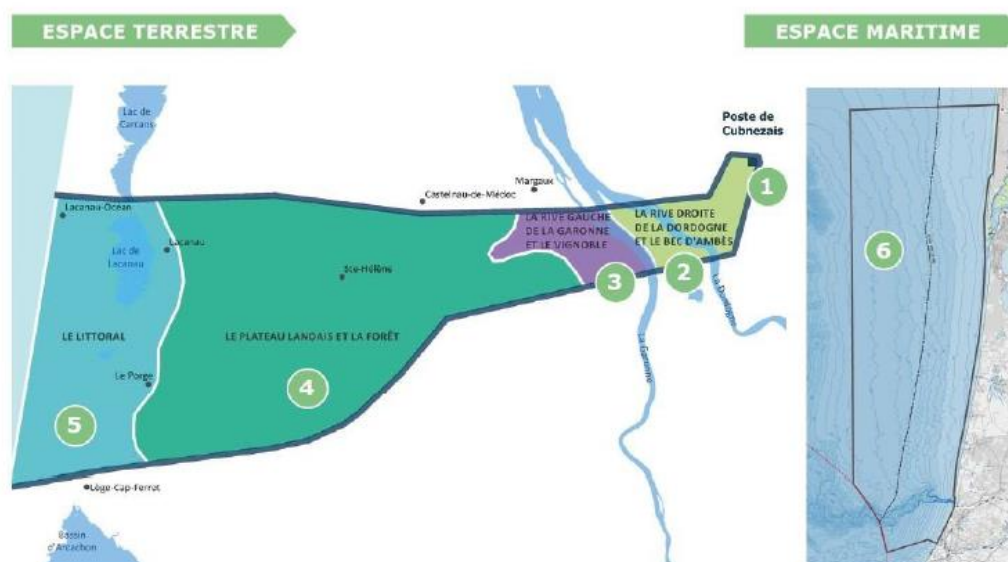 ESPACE TERRESTRE
ESPACE MARITIME
Lac de
Carcans
Poste de
Cubnezais
1
Margaux
Castelnau-de-Médoc
Lacanau-Océan
LA RIVE GAUCHE
DE LA GARONNE
ET LE VIGNOBLE
LA RIVE DROITE
DE LA DORDOGNE
ET LE BEC D'AMBÈS
Lacanau
Lac de
Lacanau
Ste-Hélène
2
3
6
La Dordogne
La Garonne
LE LITTORAL
LE PLATEAU LANDAIS ET LA FORÊT
Le Porge
4
5
Lège-Cap-Ferret
Bassin
d'Arcachon